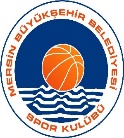 MERSİN BÜYÜKŞEHİR BELEDİYESİ
SPOR KULÜBÜ